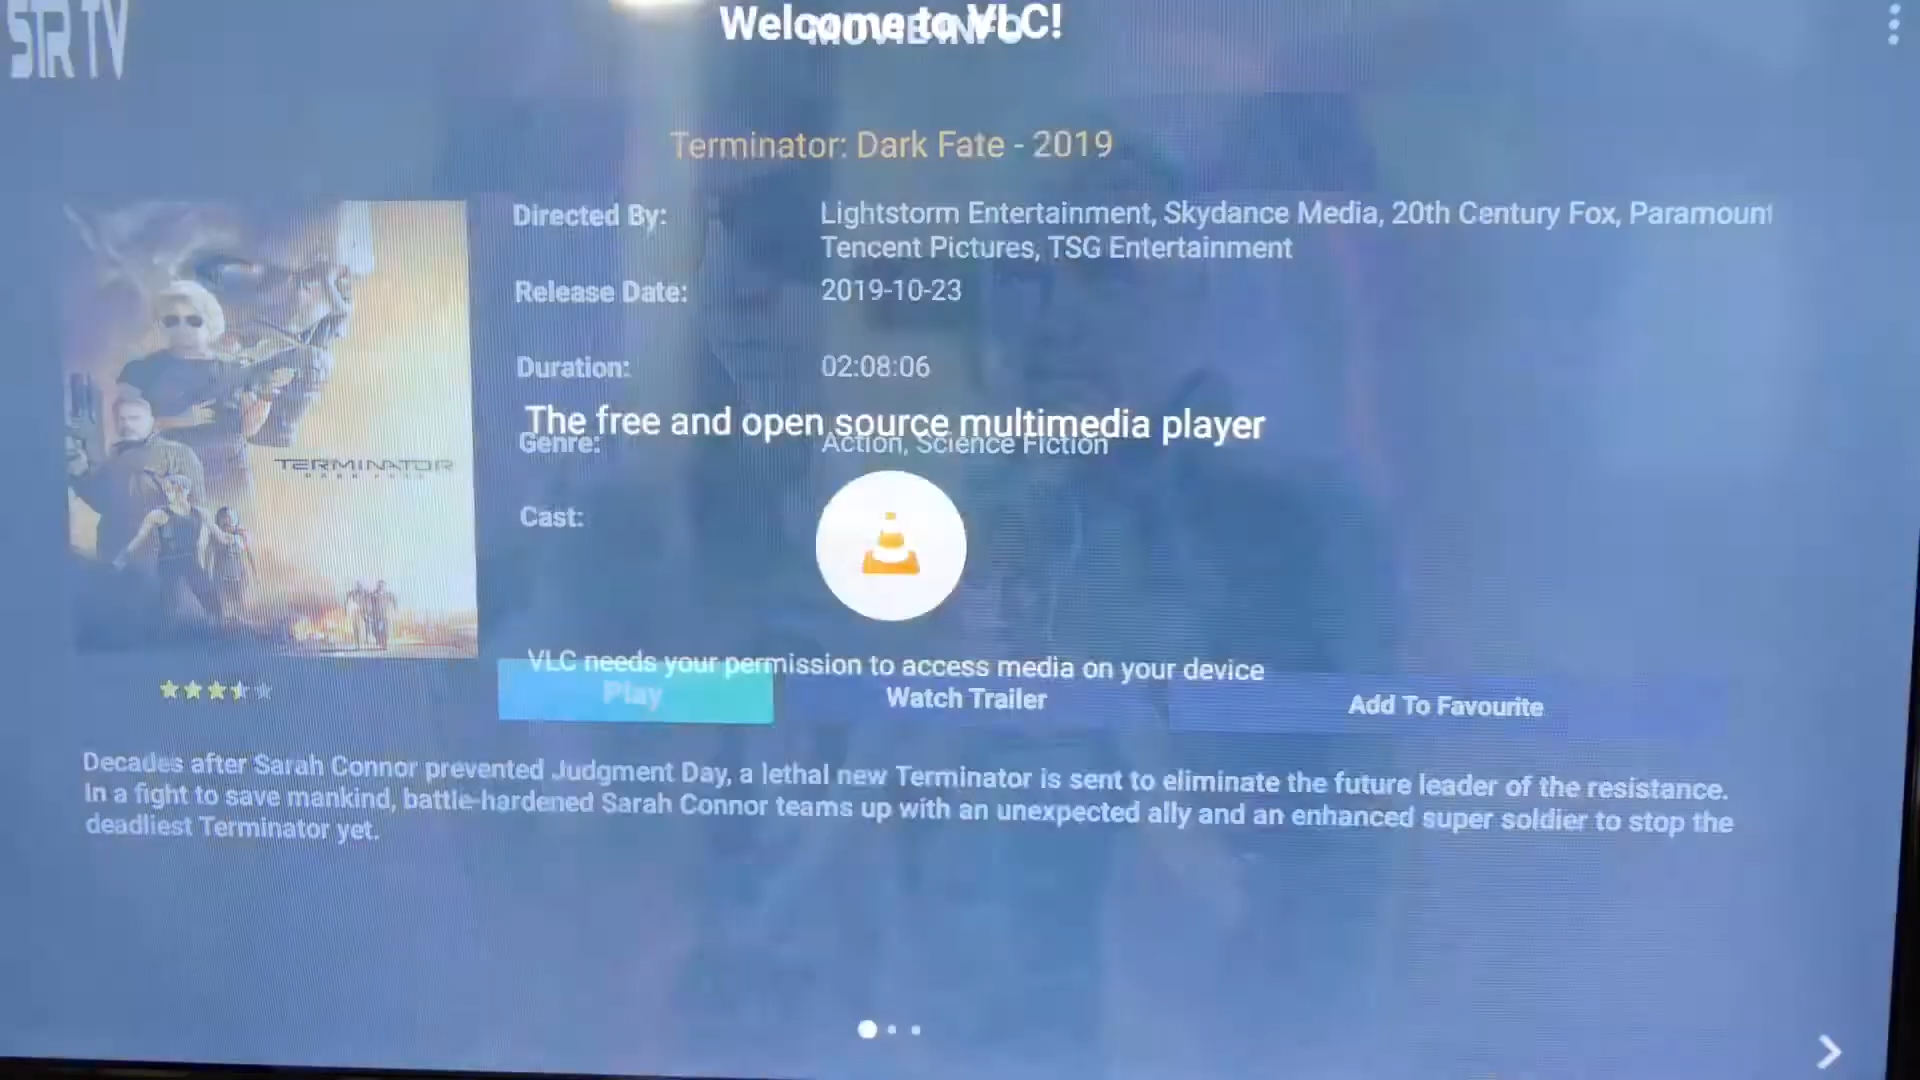 STR TV
Welcome to VLC!
MOVIE INFO
Terminator: Dark Fate - 2019
Directed By:
Lightstorm Entertainment, Skydance Media, 20th Century Fox, Paramount
Tencent Pictures, TSG Entertainment
Release Date:
2019-10-23
Duration:
02:08:06
The free and open source multimedia player
Genre:
Action, Science Fiction
TERMINATOR
DARK FATE
Cast:
VLC needs your permission to access media on your device
Play
Watch Trailer
Add To Favourite
Decades after Sarah Connor prevented Judgment Day, a lethal new Terminator is sent to eliminate the future leader of the resistance.
In a fight to save mankind, battle-hardened Sarah Connor teams up with an unexpected ally and an enhanced super soldier to stop the
deadliest Terminator yet.